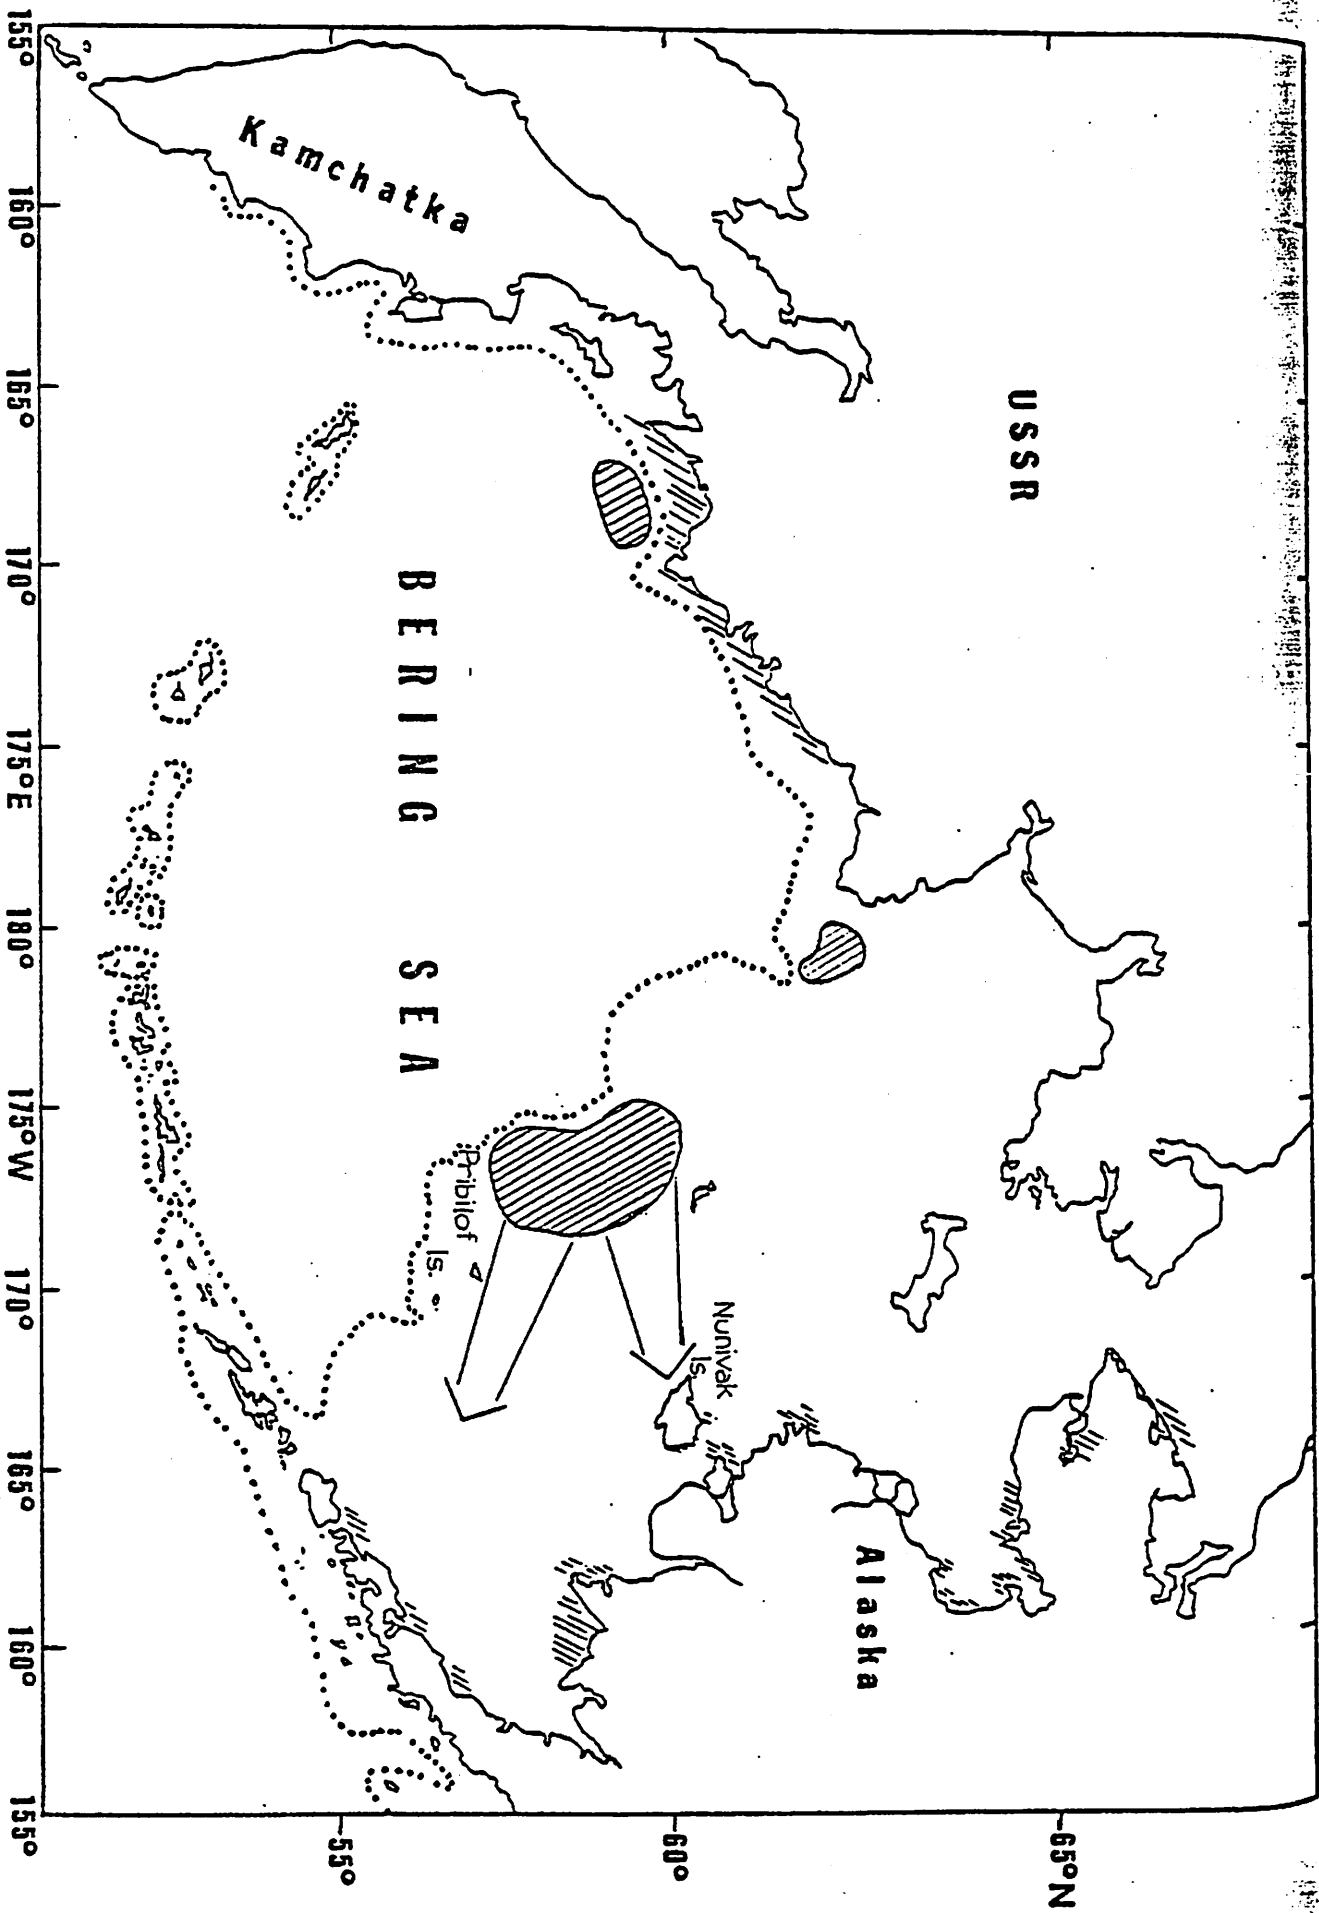 USSR
Kamchatka
BERING SEA
Alaska
Nunivak
Is.
Pribilof
Is.
65°N
60°
55°
155°
160°
165°
170°
175°E
180°
175°W
170°
165°
160°
155°